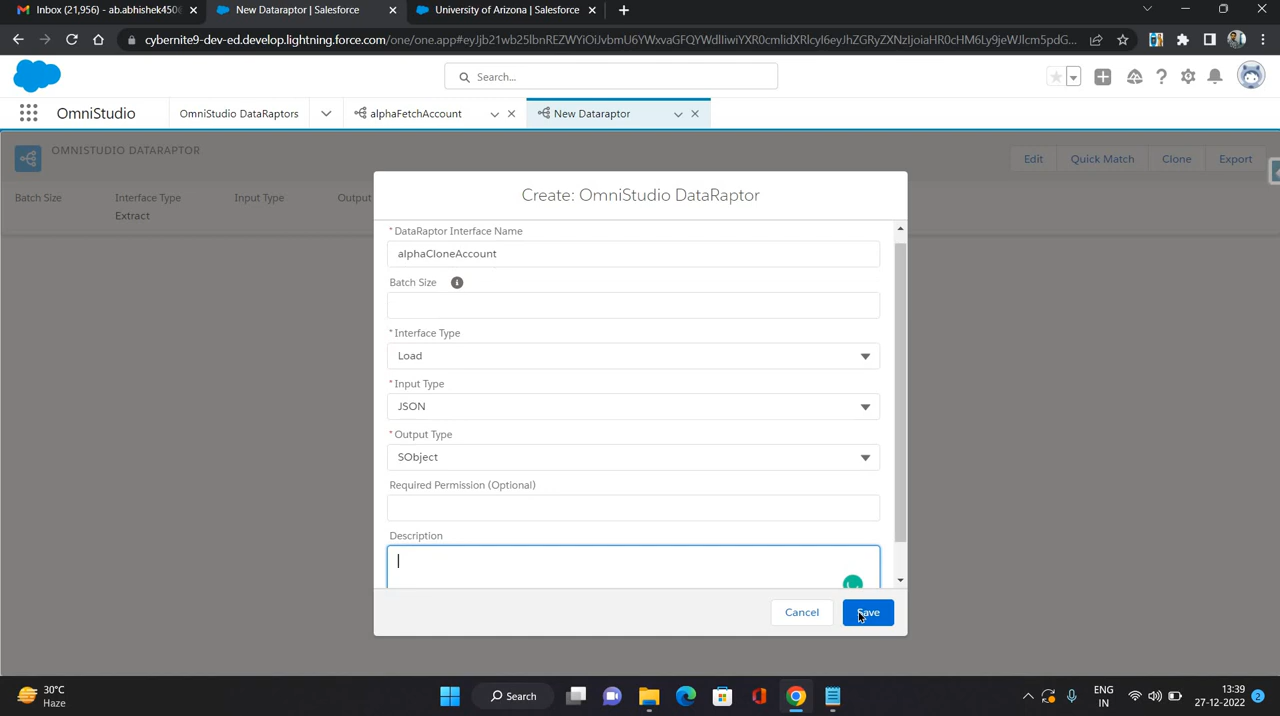 Inbox (21,956) - ab.abhishek450
New Dataraptor | Salesforce
University of Arizona | Salesforce
cybernite9-dev-ed.develop.lightning.force.com/one/one.app#eyJjb21wb25lbnREZWYiOiJvbmU6YWxvaGFQYWdlIiwiYXR0cmlidXRlcyI6eyJhZGRyZXNzIjoiaHR0cHM6Ly9jeWJlcm5pdG...
Search...
OmniStudio
OmniStudio DataRaptors
alphaFetchAccount
New Dataraptor
OMNISTUDIO DATARAPTOR
Edit
Quick Match
Clone
Export
Batch Size
Interface Type
Input Type
Output
Extract
Create: OmniStudio DataRaptor
*DataRaptor Interface Name
alphaCloneAccount
Batch Size
*Interface Type
Load
*Input Type
JSON
*Output Type
SObject
Required Permission (Optional)
Description
Cancel
Save
30°C
Haze
Search
ENG
IN
13:39
27-12-2022
2